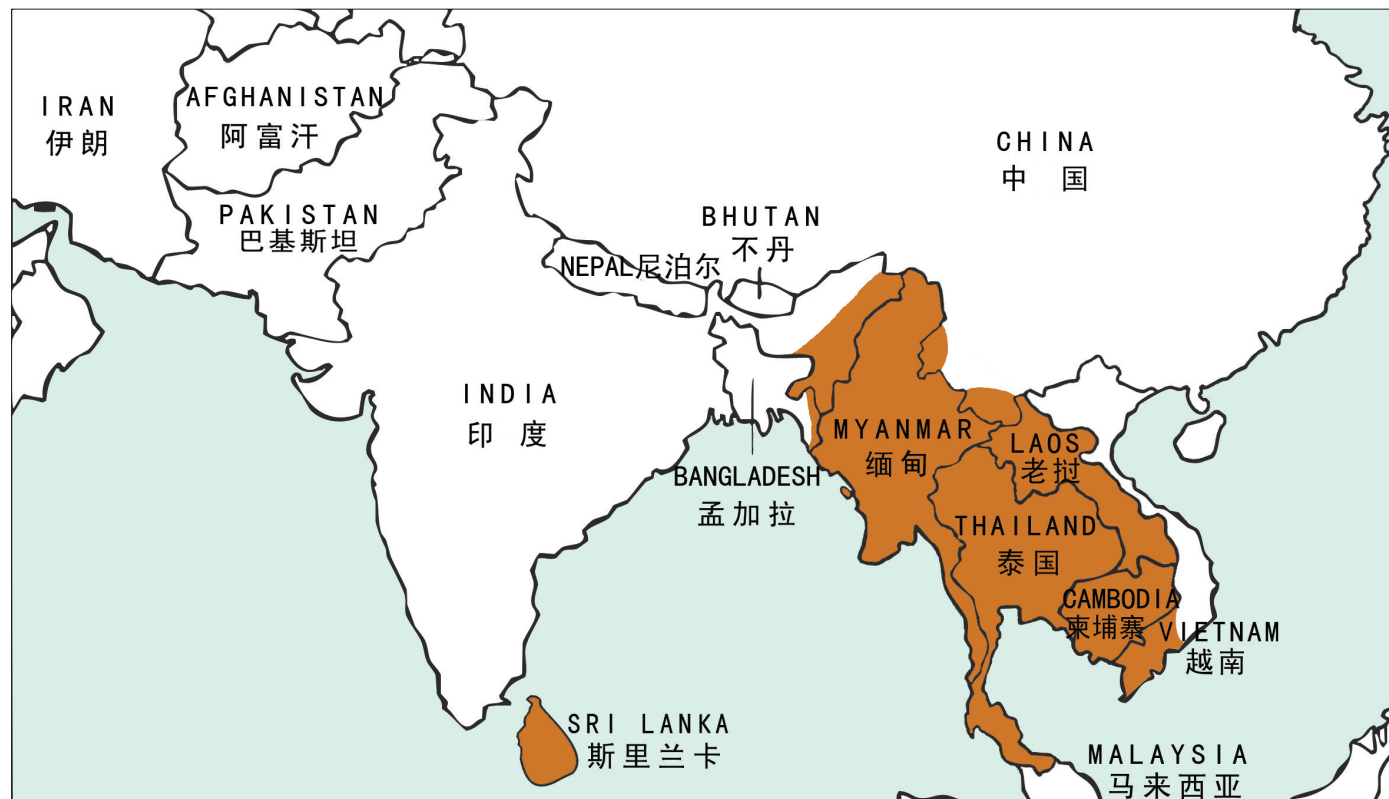 IRAN
伊朗
AFGHANISTAN
阿富汗
PAKISTAN
巴基斯坦
CHINA
中 国
BHUTAN
不丹
NEPAL尼泊尔
INDIA
印 度
BANGLADESH
孟加拉
MYANMAR
缅甸
LAOS
老挝
THAILAND
泰国
CAMBODIA
柬埔寨
VIETNAM
越南
SRI LANKA
斯里兰卡
MALAYSIA
马来西亚